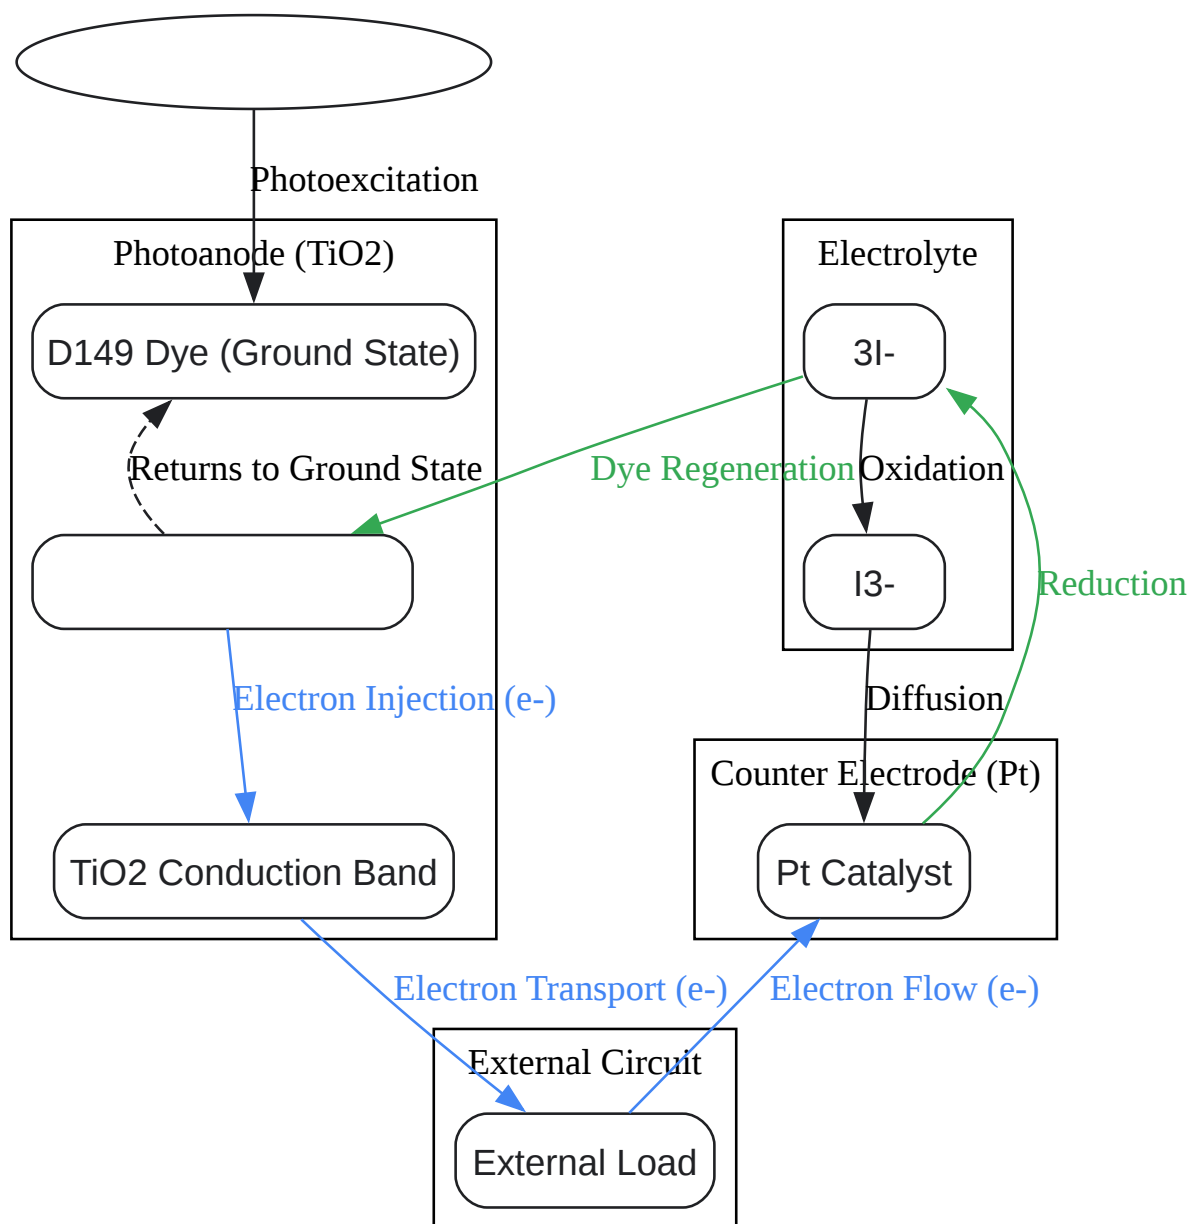 Photoexcitation
Photoanode (TiO2)
Electrolyte
D149 Dye (Ground State)
3I-
Returns to Ground State
Dye Regeneration
Oxidation
I3-
Reduction
Electron Injection (e-)
Diffusion
Counter Electrode (Pt)
TiO2 Conduction Band
Pt Catalyst
Electron Transport (e-)
Electron Flow (e-)
External Circuit
External Load